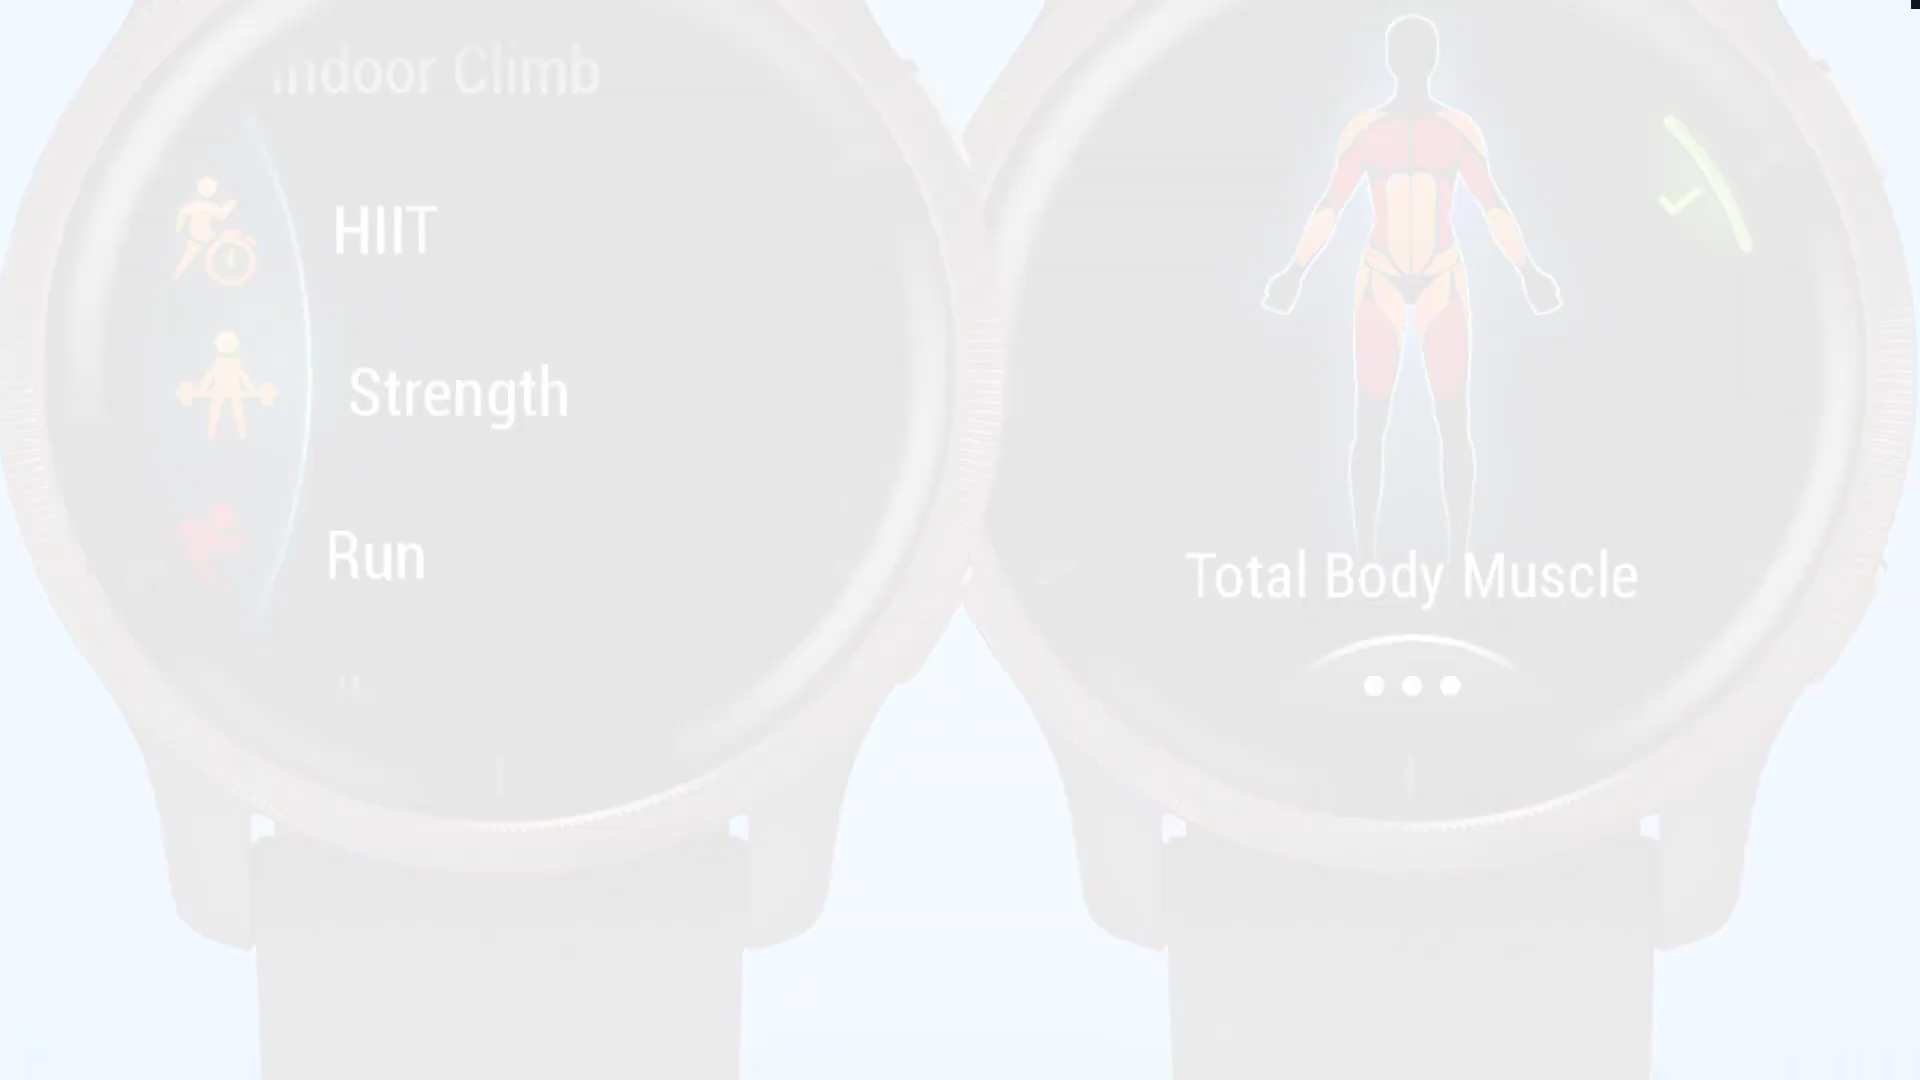 Indoor Climb
HIIT
Strength
Run
Total Body Muscle